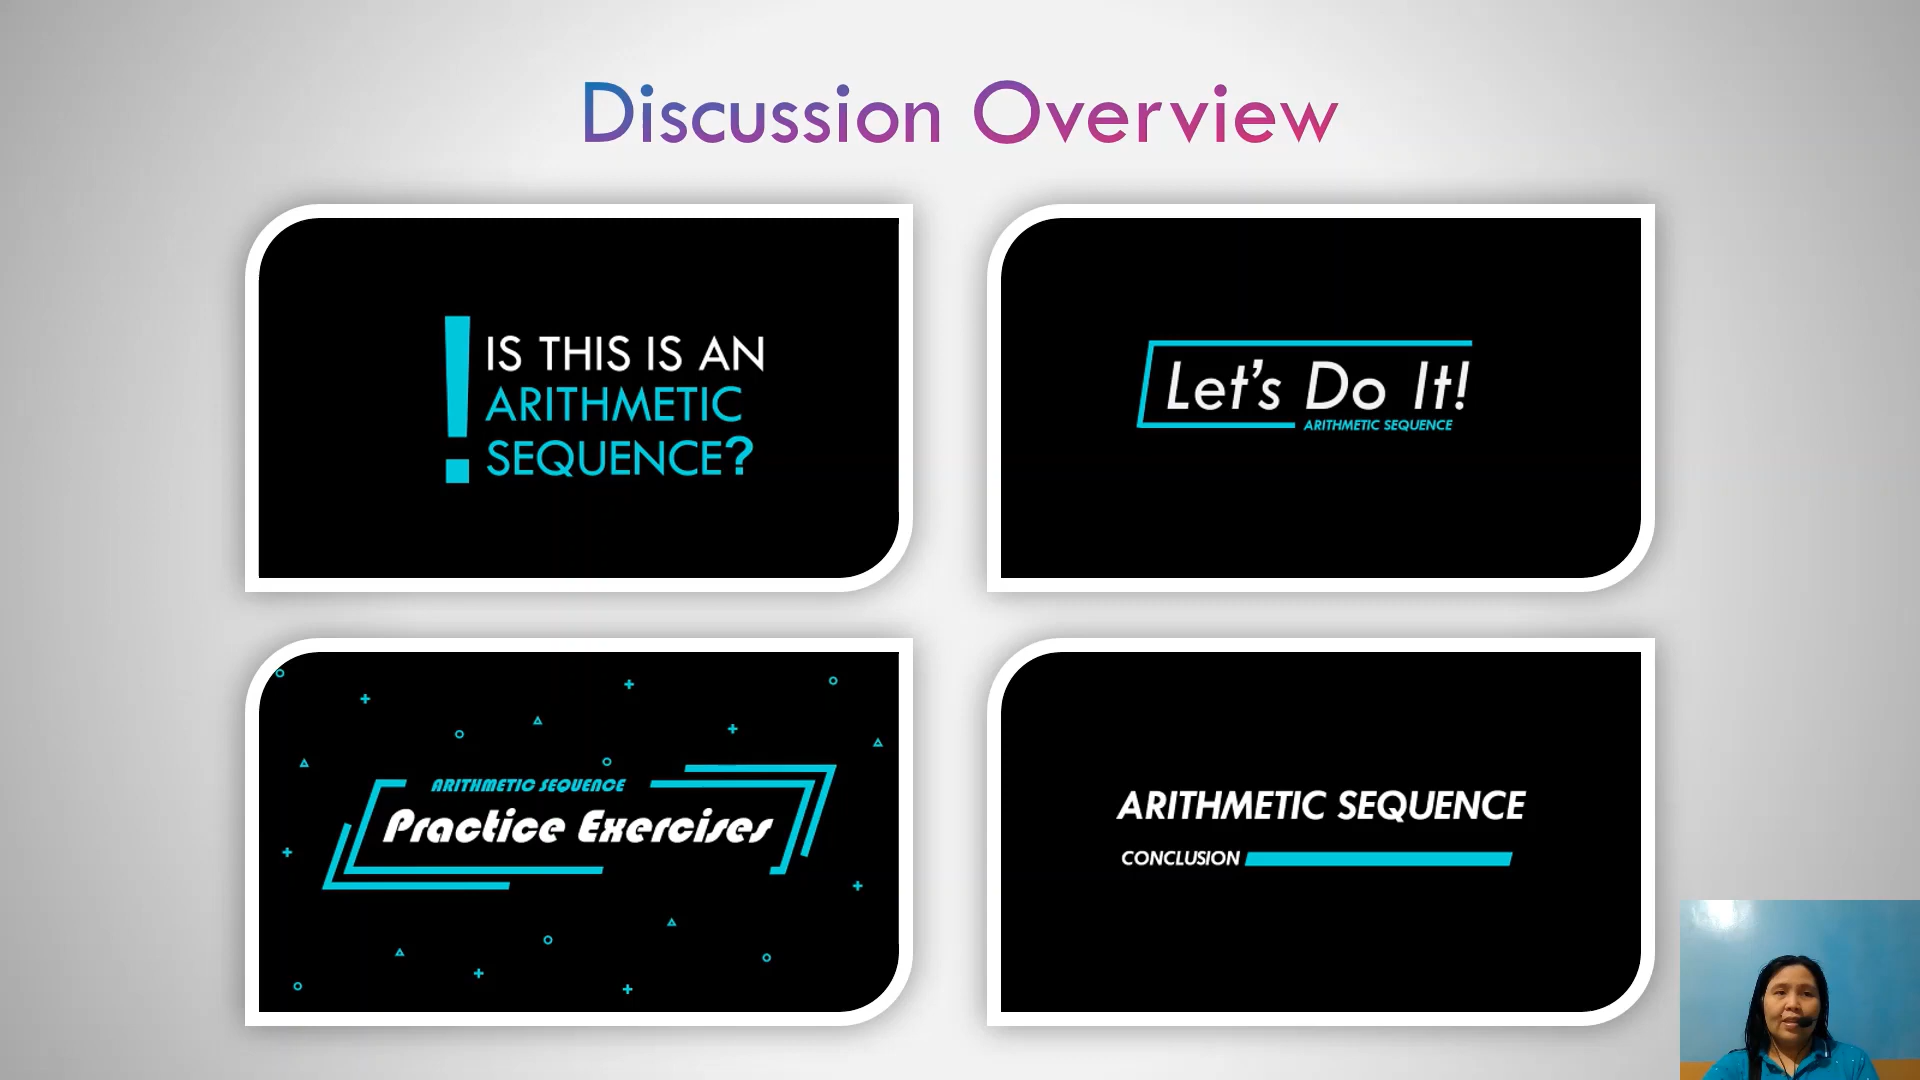 Discussion Overview
IS THIS IS AN
ARITHMETIC
SEQUENCE?
Let's Do It!
ARITHMETIC SEQUENCE
ARITHMETIC SEQUENCE
Practice Exercises
ARITHMETIC SEQUENCE
CONCLUSION